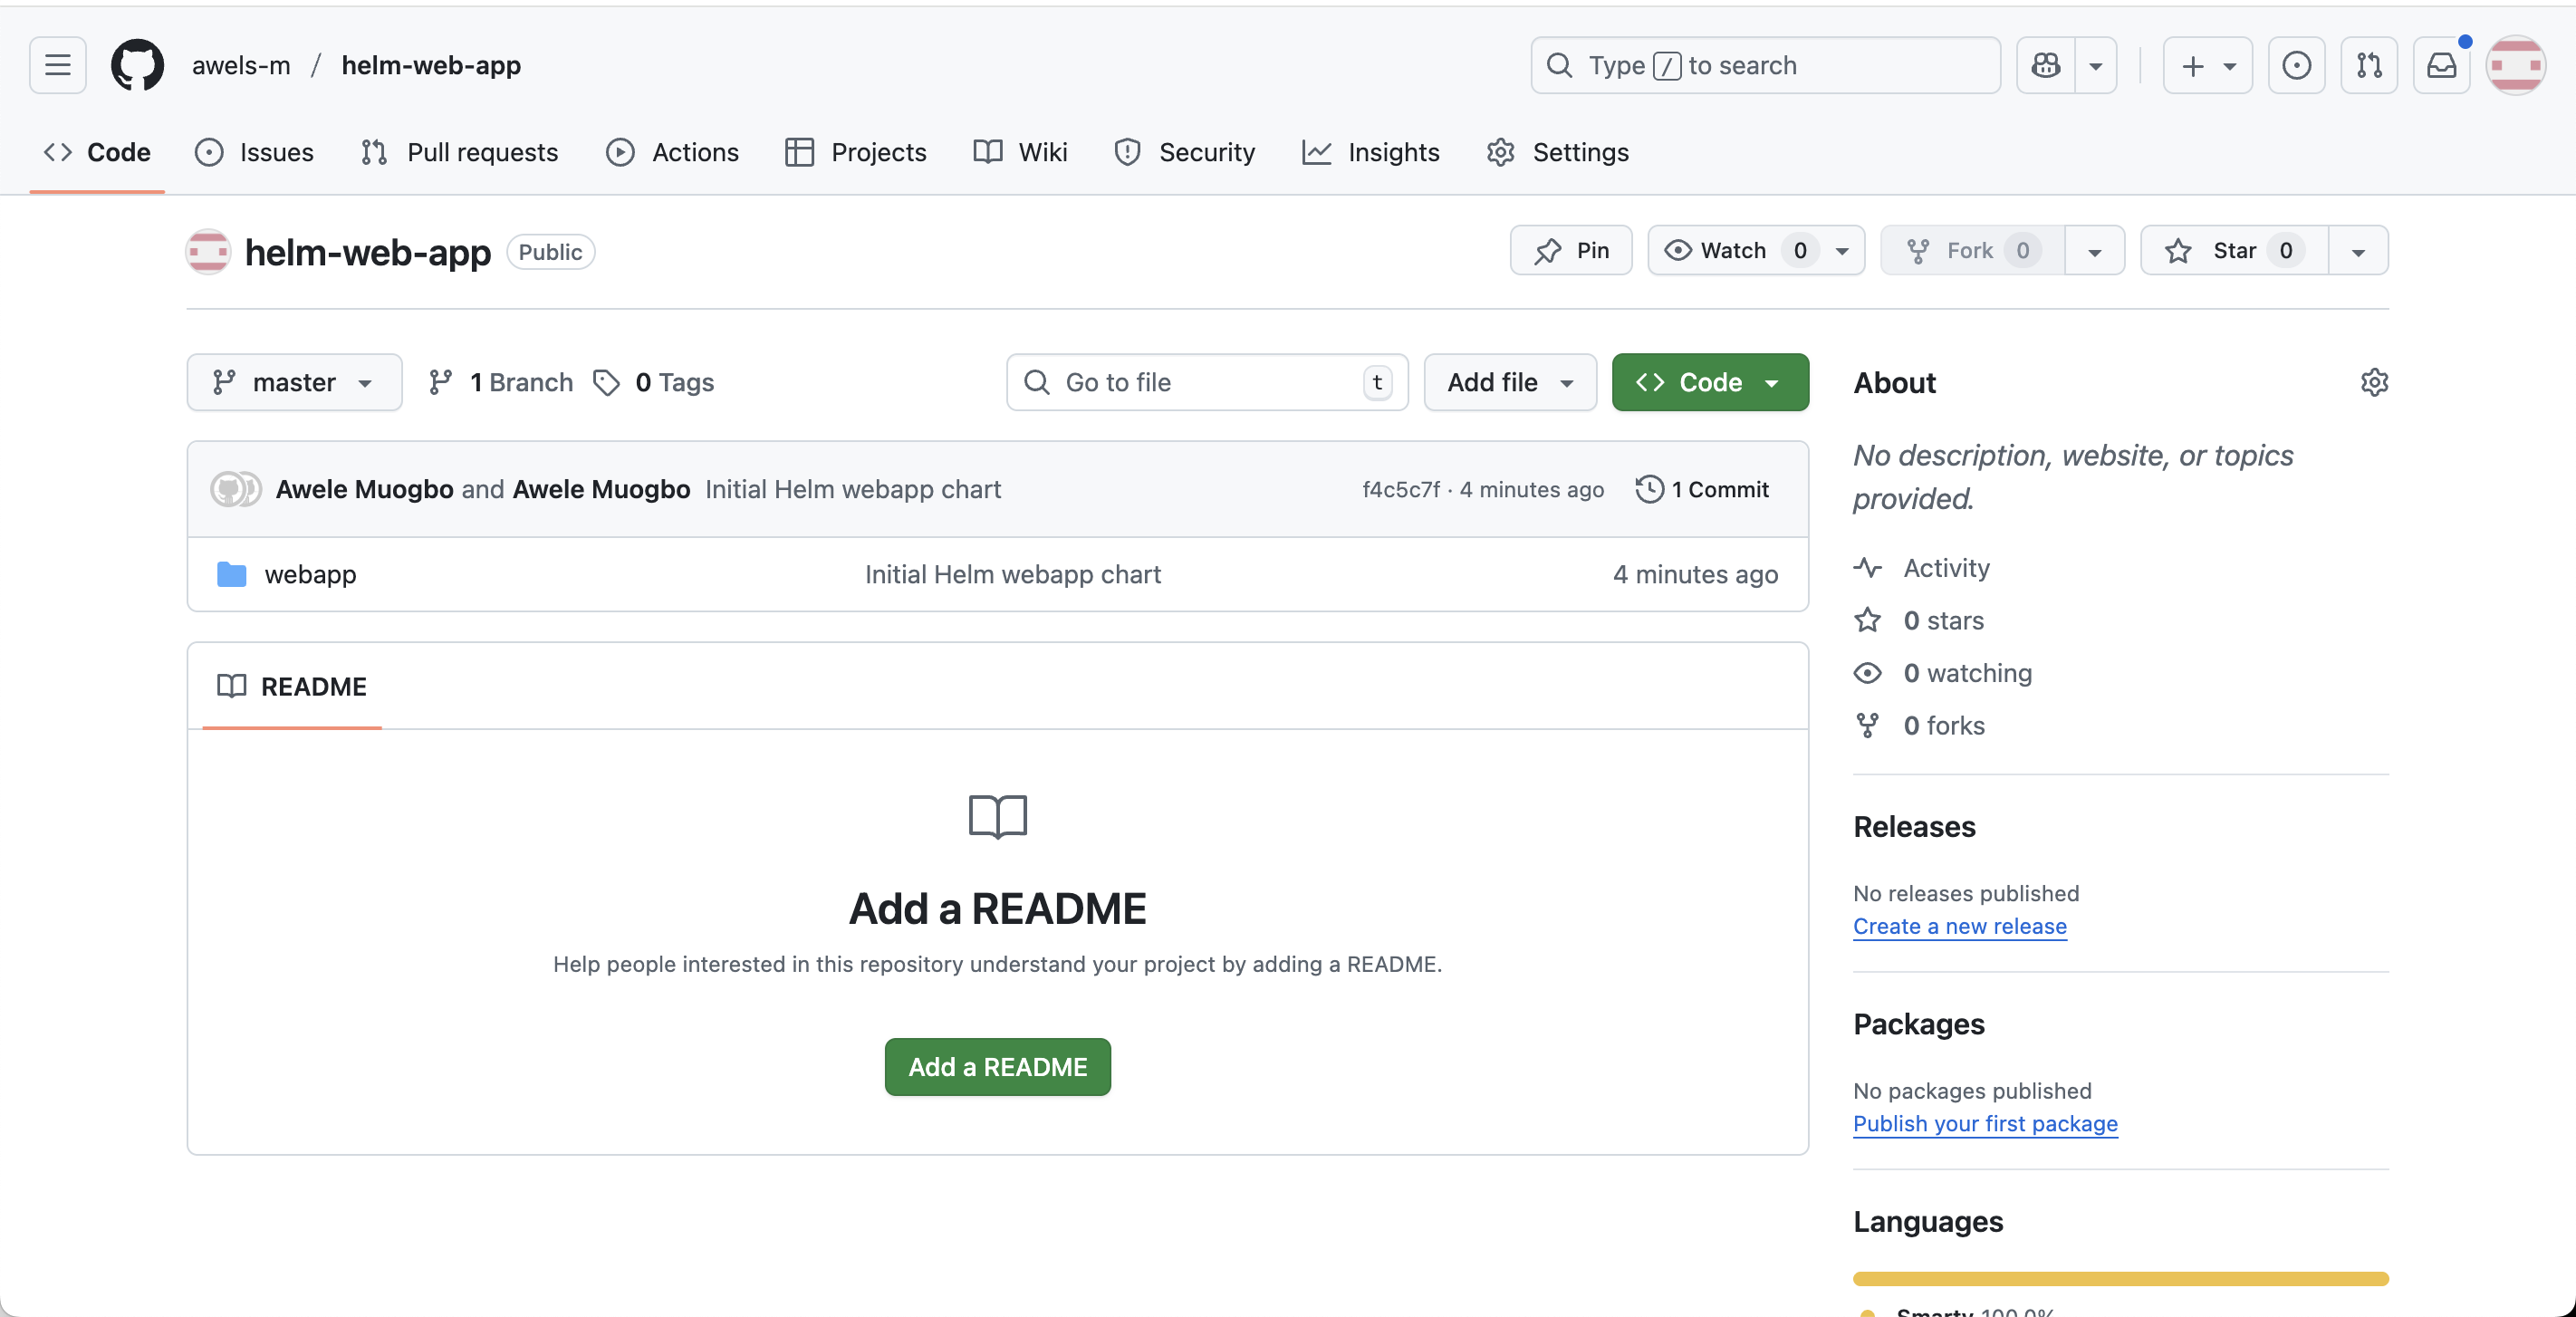 awels-m / helm-web-app
Type / to search
Code Issues Pull requests Actions Projects Wiki Security Insights Settings
helm-web-app Public
Pin Watch 0 Fork 0 Star 0
master 1 Branch 0 Tags
Go to file t Add file Code
Awele Muogbo and Awele Muogbo Initial Helm webapp chart f4c5c7f · 4 minutes ago 1 Commit
webapp Initial Helm webapp chart 4 minutes ago
README
Add a README
Help people interested in this repository understand your project by adding a README.
Add a README
About
No description, website, or topics
provided.
Activity
0 stars
0 watching
0 forks
Releases
No releases published
Create a new release
Packages
No packages published
Publish your first package
Languages
Smarty 100.0%